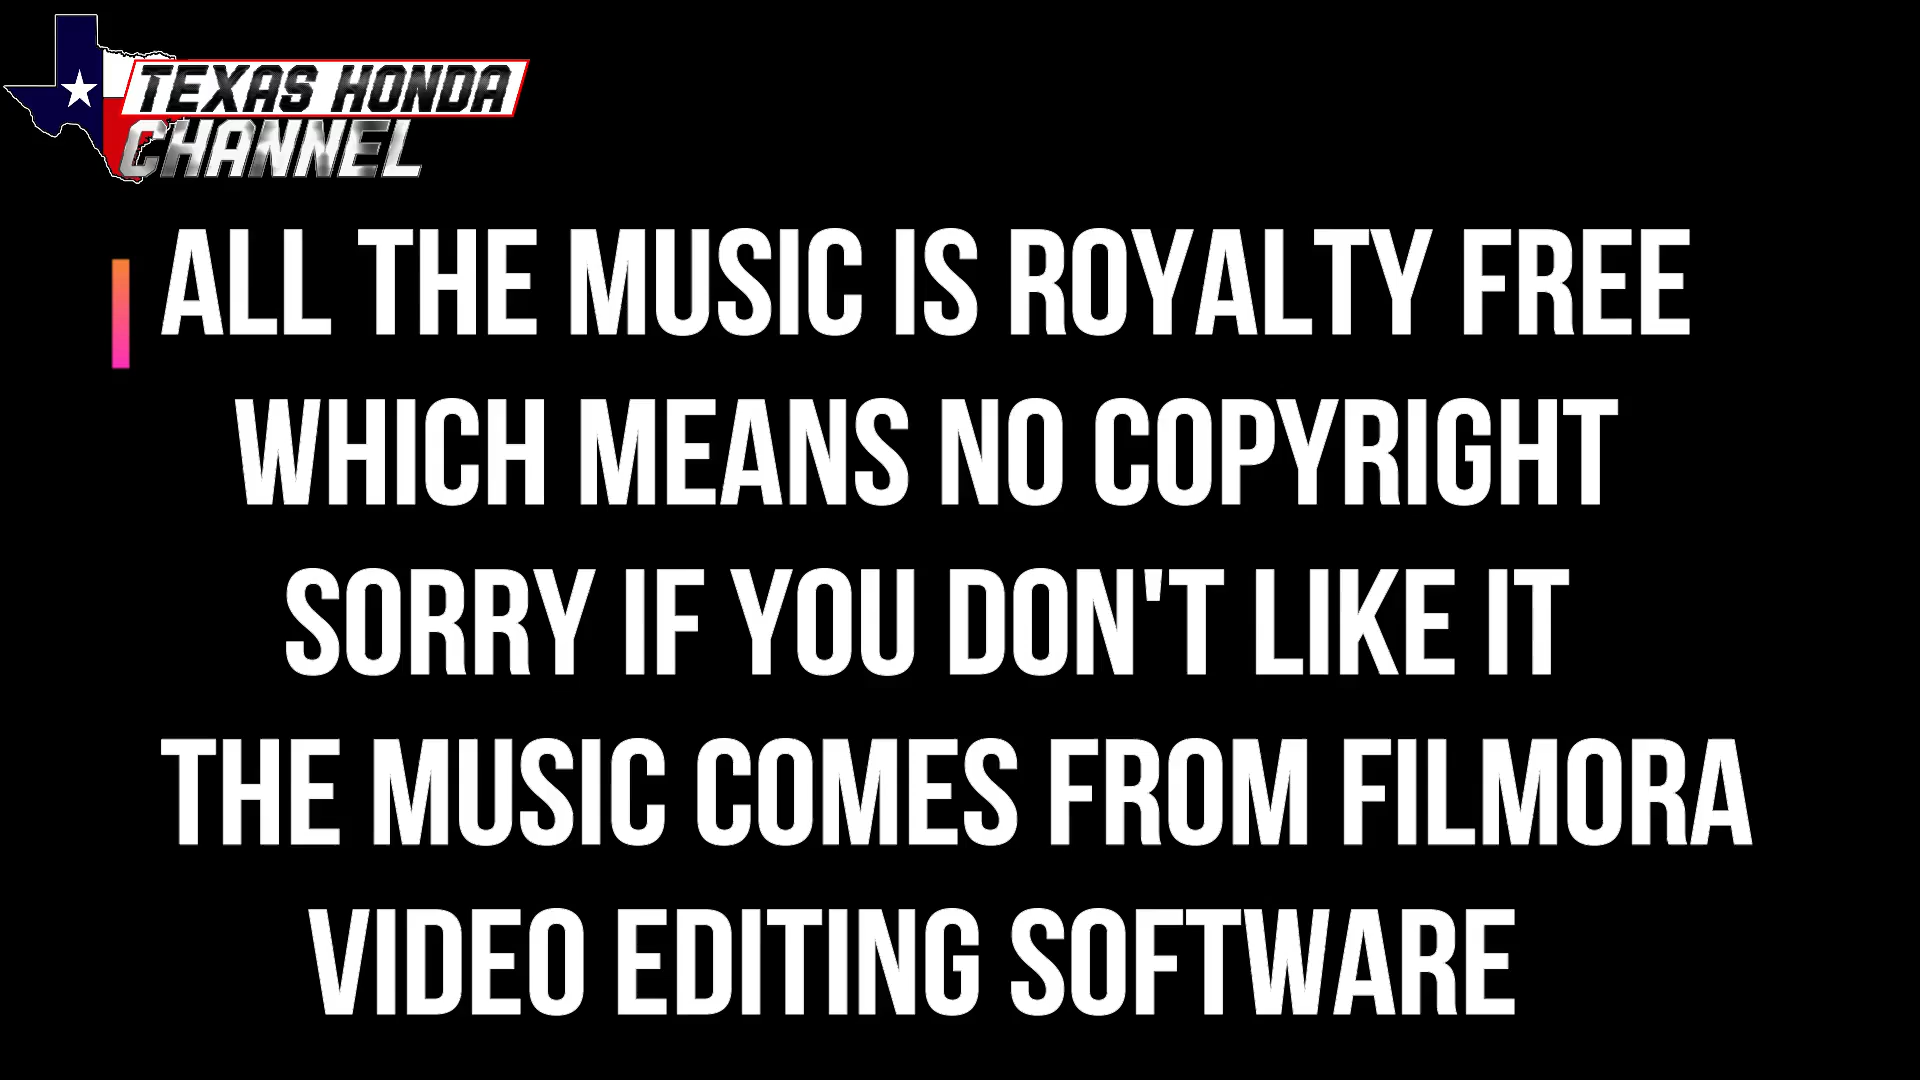 TEXAS HONDA
CHANNEL
ALL THE MUSIC IS ROYALTY FREE
WHICH MEANS NO COPYRIGHT
SORRY IF YOU DON'T LIKE IT
THE MUSIC COMES FROM FILMORA
VIDEO EDITING SOFTWARE